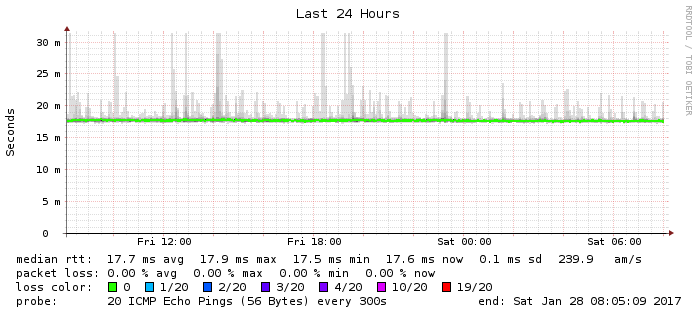 Last 24 Hours
RRDTOOL / TOBI OETIKER
Seconds
30 m
25 m
20 m
15 m
10 m
5 m
0
Fri 12:00 Fri 18:00 Sat 00:00 Sat 06:00
median rtt: 17.7 ms avg 17.9 ms max 17.5 ms min 17.6 ms now 0.1 ms sd 239.9 am/s
packet loss: 0.00 % avg 0.00 % max 0.00 % min 0.00 % now
loss color: 0 1/20 2/20 3/20 4/20 10/20 19/20
probe: 20 ICMP Echo Pings (56 Bytes) every 300s end: Sat Jan 28 08:05:09 2017